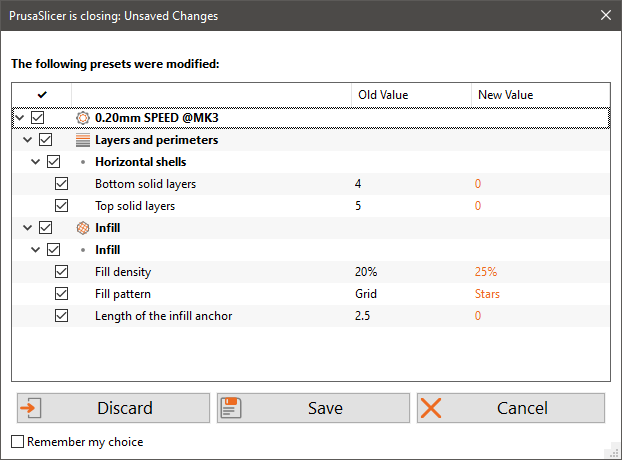 PrusaSlicer is closing: Unsaved Changes
The following presets were modified:
Old Value New Value
0.20mm SPEED @MK3
Layers and perimeters
Horizontal shells
Bottom solid layers 4 0
Top solid layers 5 0
Infill
Infill
Fill density 20% 25%
Fill pattern Grid Stars
Length of the infill anchor 2.5 0
Discard Save Cancel
Remember my choice